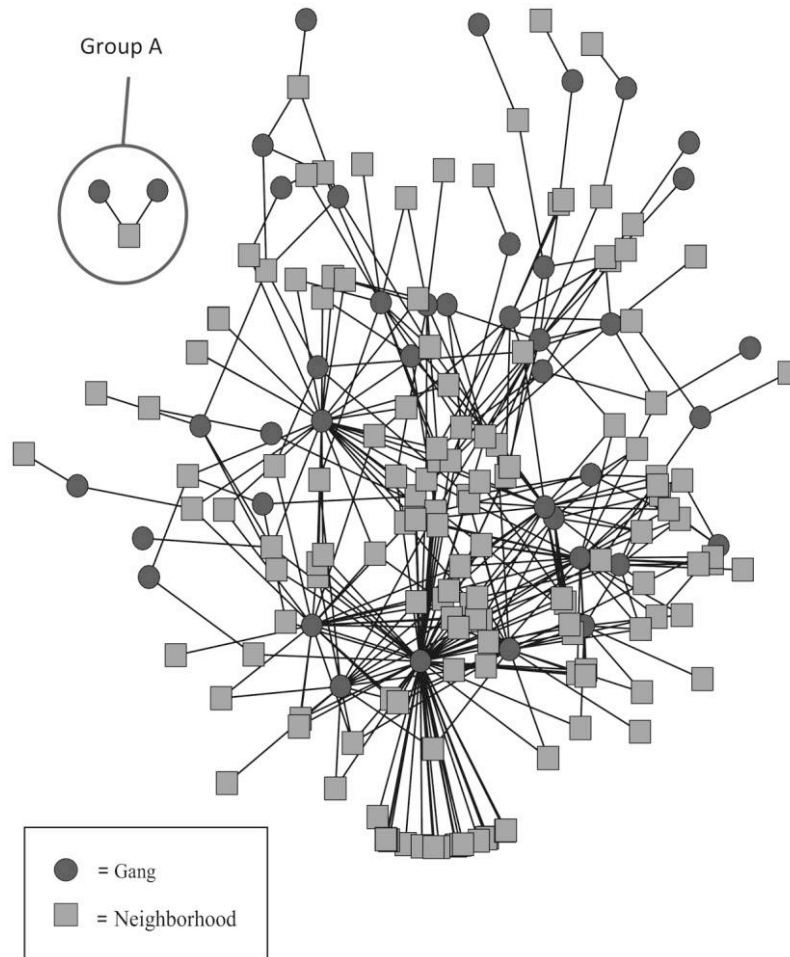 Group A
= Gang
= Neighborhood